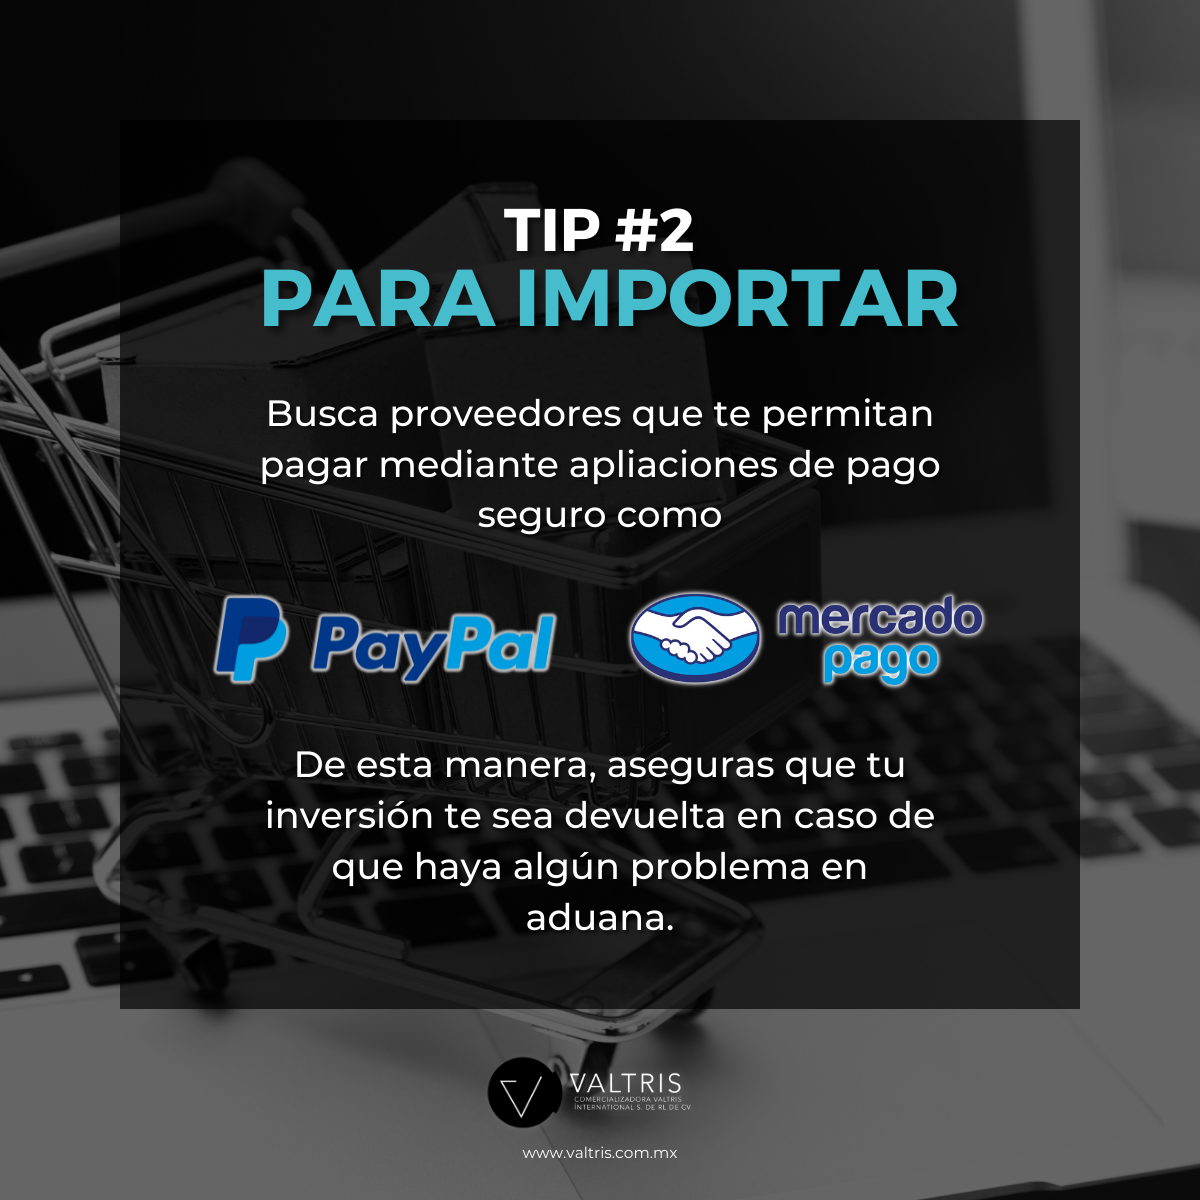 TIP #2
PARA IMPORTAR
Busca proveedores que te permitan
pagar mediante apliaciones de pago
seguro como
PayPal
mercado
pago
De esta manera, aseguras que tu
inversión te sea devuelta en caso de
que haya algún problema en
aduana.
VALTRIS
COMERCIALIZADORA VALTRIS
INTERNATIONAL S. DE RL DE CV
www.valtris.com.mx